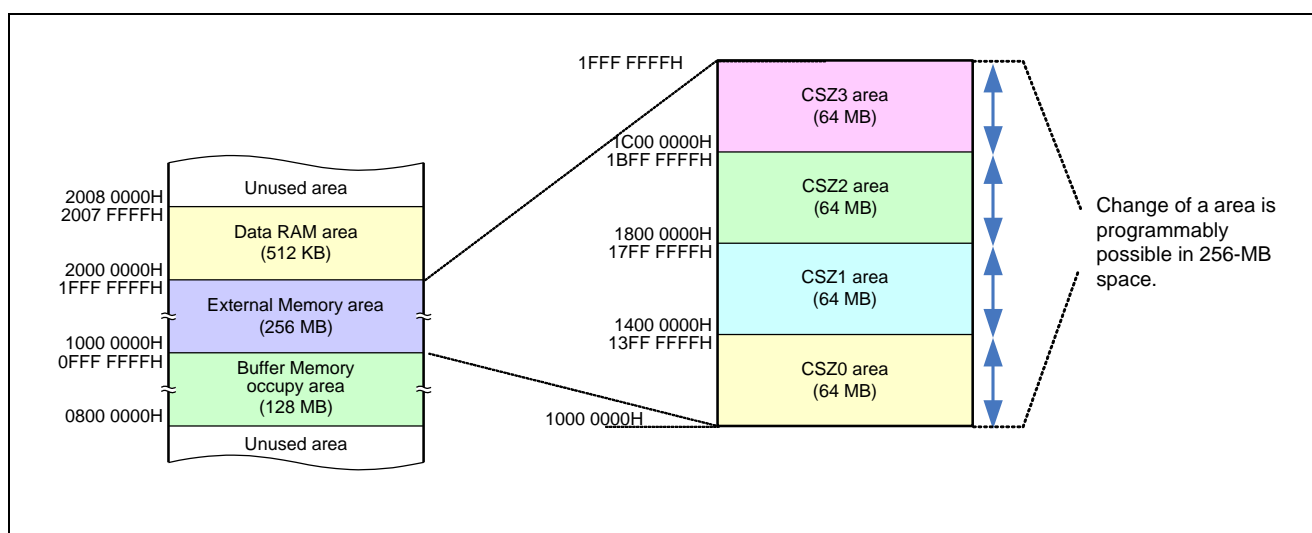 2008 0000H
2007 FFFFH
2000 0000H
1FFF FFFFH
1000 0000H
0FFF FFFFH
0800 0000H
Unused area
Data RAM area
(512 KB)
External Memory area
(256 MB)
Buffer Memory
occupy area
(128 MB)
Unused area
1FFF FFFFH
1C00 0000H
1BFF FFFFH
1800 0000H
17FF FFFFH
1400 0000H
13FF FFFFH
1000 0000H
CSZ3 area
(64 MB)
CSZ2 area
(64 MB)
CSZ1 area
(64 MB)
CSZ0 area
(64 MB)
Change of a area is
programmably
possible in 256-MB
space.